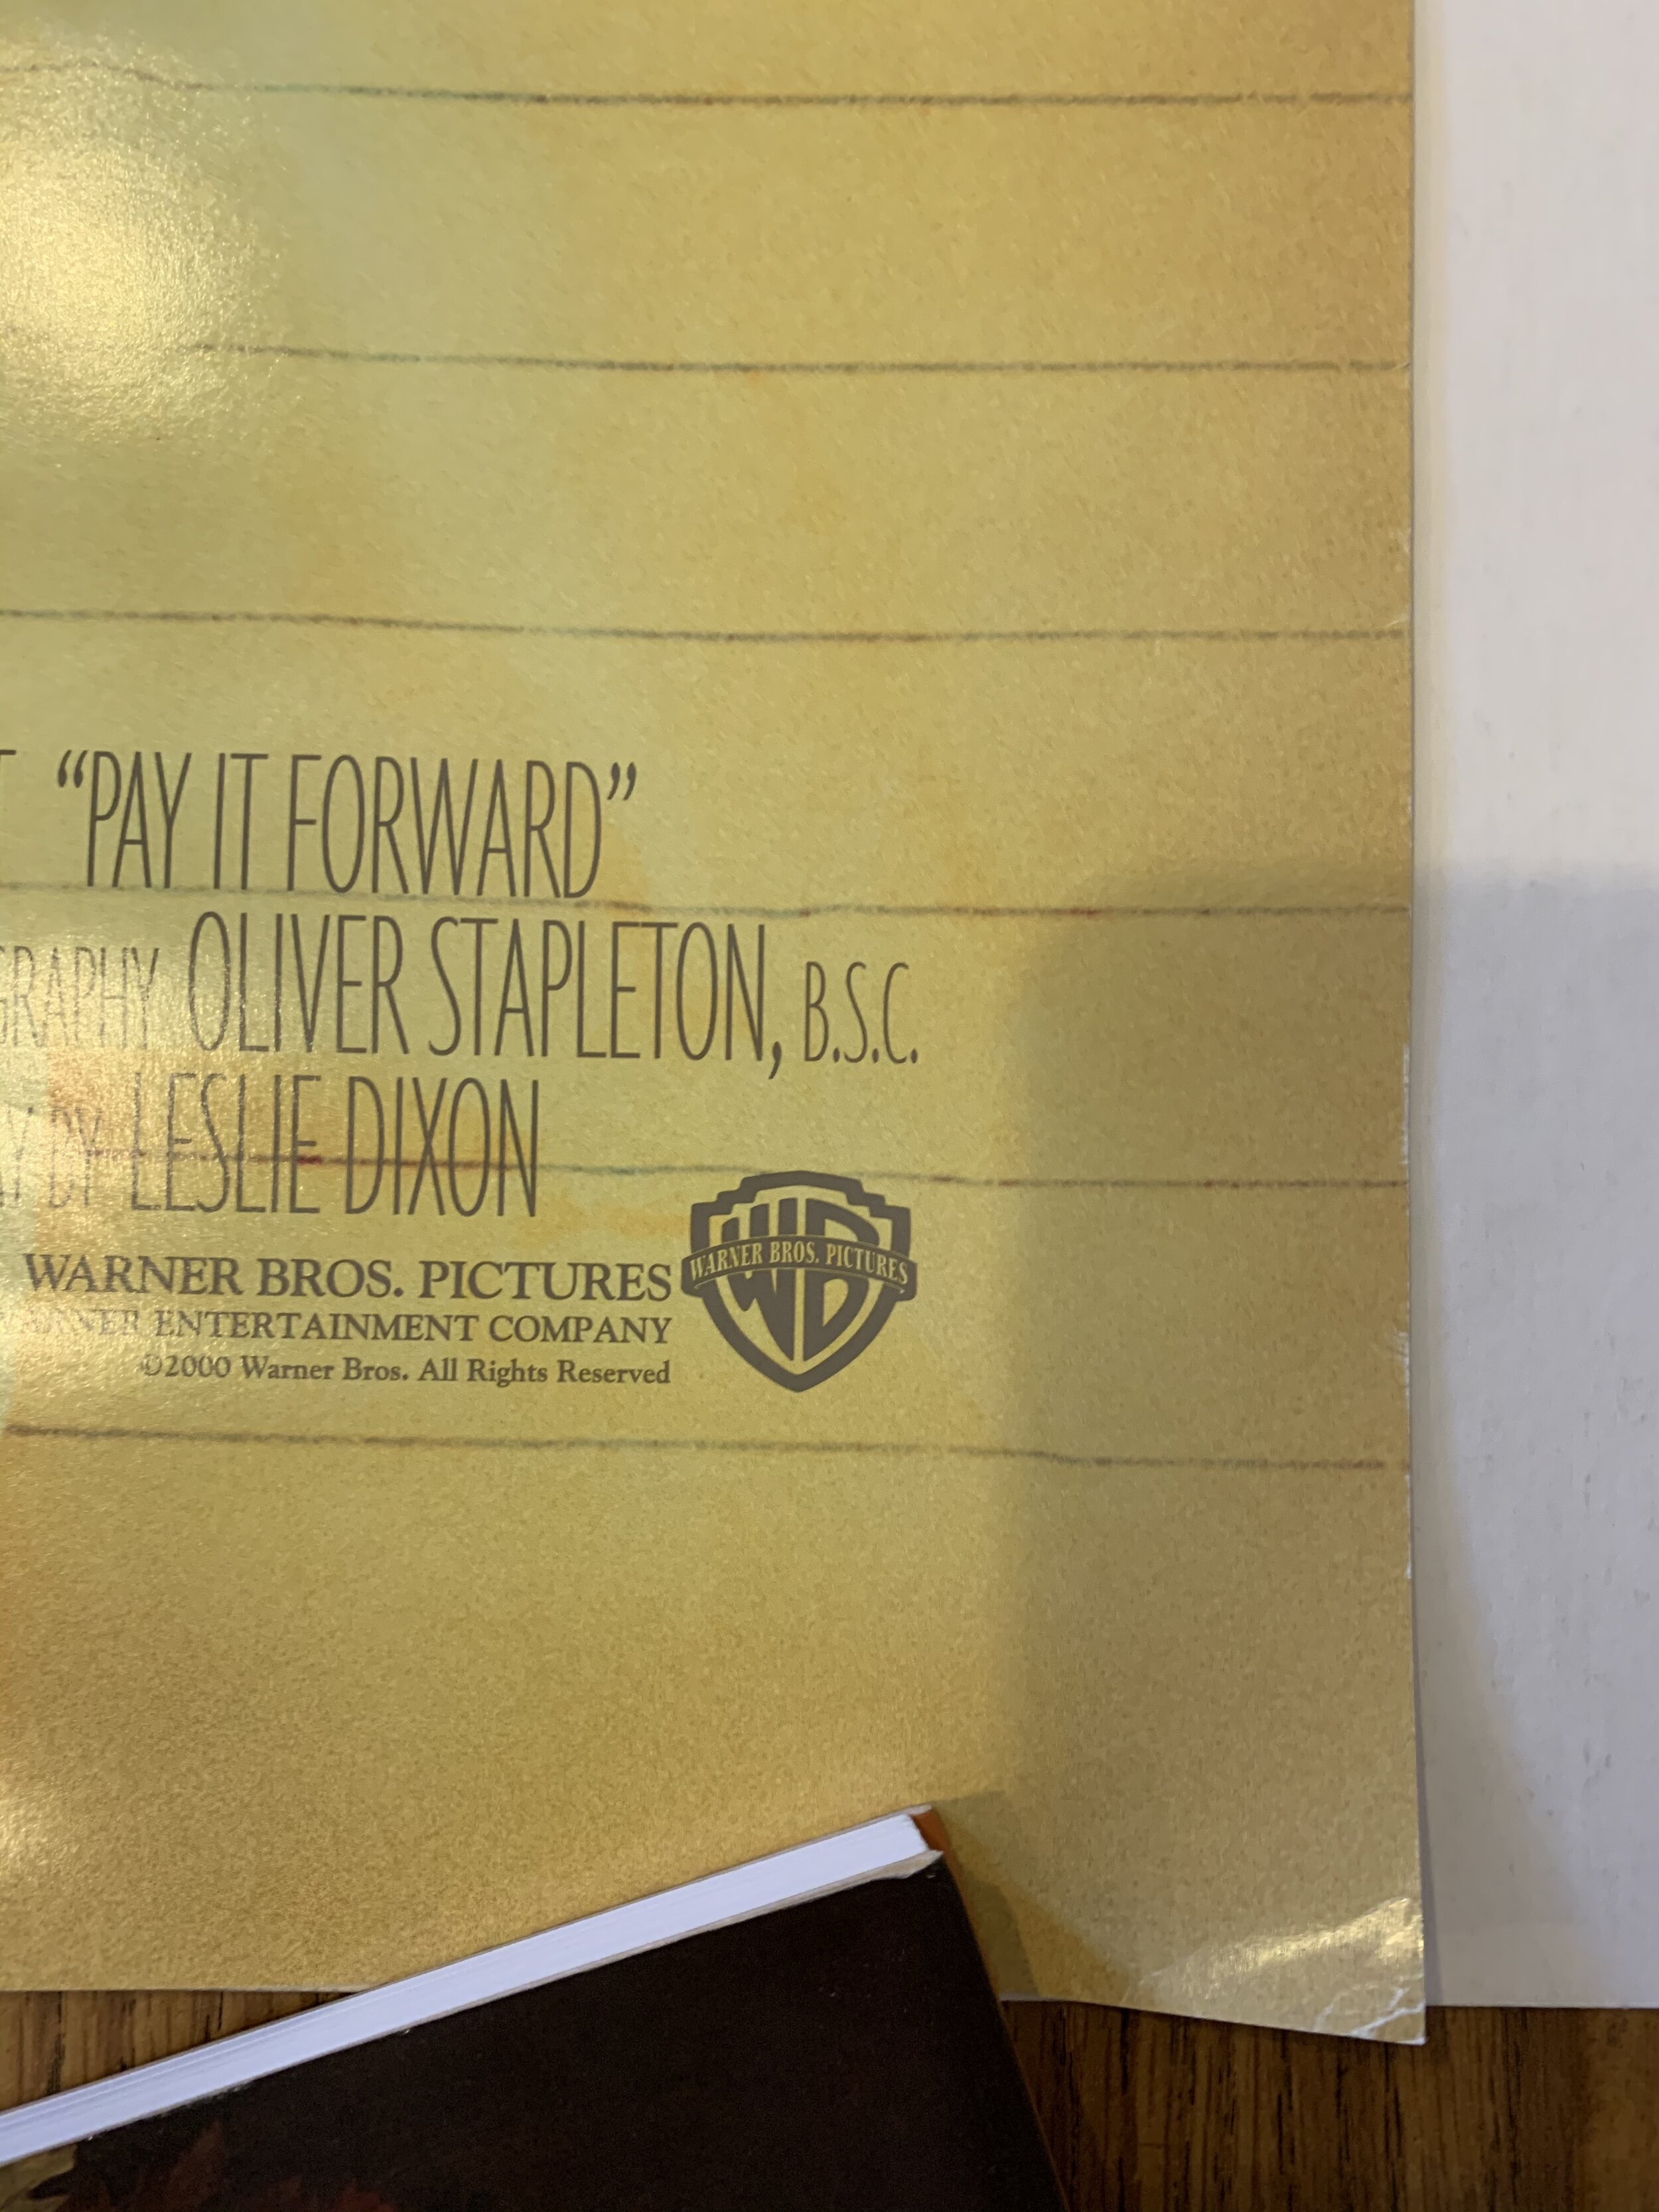 “PAY IT FORWARD”
OLIVER STAPLETON, B.S.C.
BY LESLIE DIXON
WARNER BROS. PICTURES
ENTERTAINMENT COMPANY
©2000 Warner Bros. All Rights Reserved
WB
WARNER BROS. PICTURES